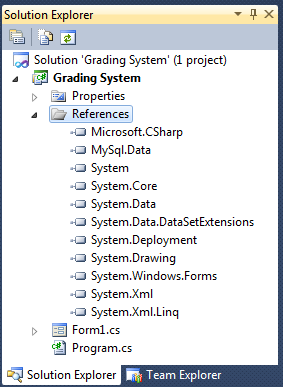 Solution Explorer
Solution 'Grading System' (1 project)
Grading System
Properties
References
Microsoft.CSharp
MySql.Data
System
System.Core
System.Data
System.Data.DataSetExtensions
System.Deployment
System.Drawing
System.Windows.Forms
System.Xml
System.Xml.Linq
Form1.cs
Program.cs
Solution Explorer Team Explorer